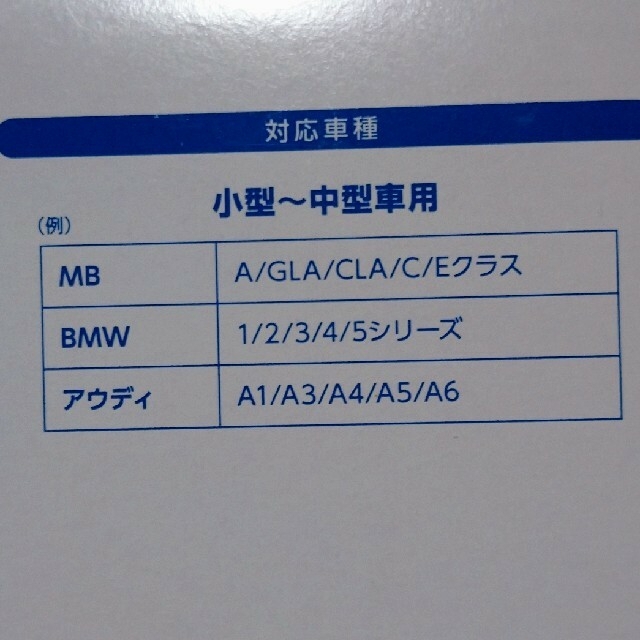 対応車種
小型～中型車用
(例)
MB A/GLA/CLA/C/Eクラス
BMW 1/2/3/4/5シリーズ
アウディ A1/A3/A4/A5/A6